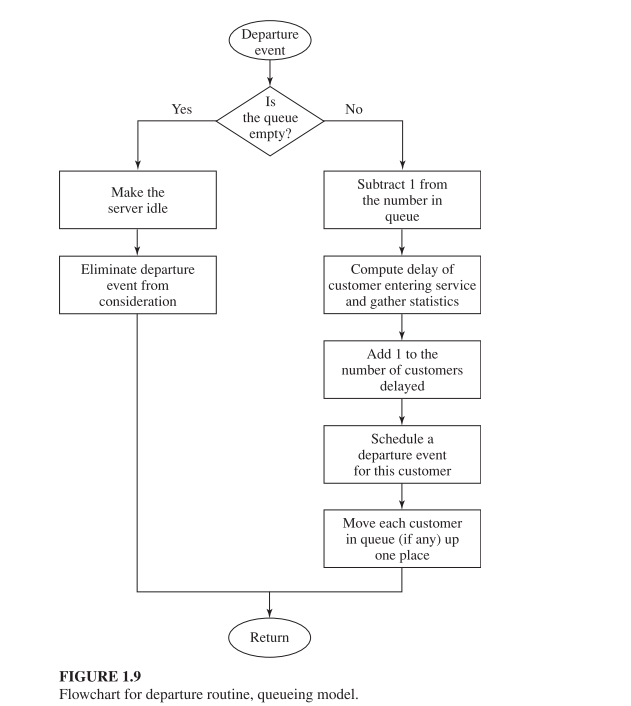 Departure
event
Is
the queue
empty?
Yes
No
Make the
server idle
Eliminate departure
event from
consideration
Subtract 1 from
the number in
queue
Compute delay of
customer entering service
and gather statistics
Add 1 to the
number of customers
delayed
Schedule a
departure event
for this customer
Move each customer
in queue (if any) up
one place
Return
FIGURE 1.9
Flowchart for departure routine, queueing model.